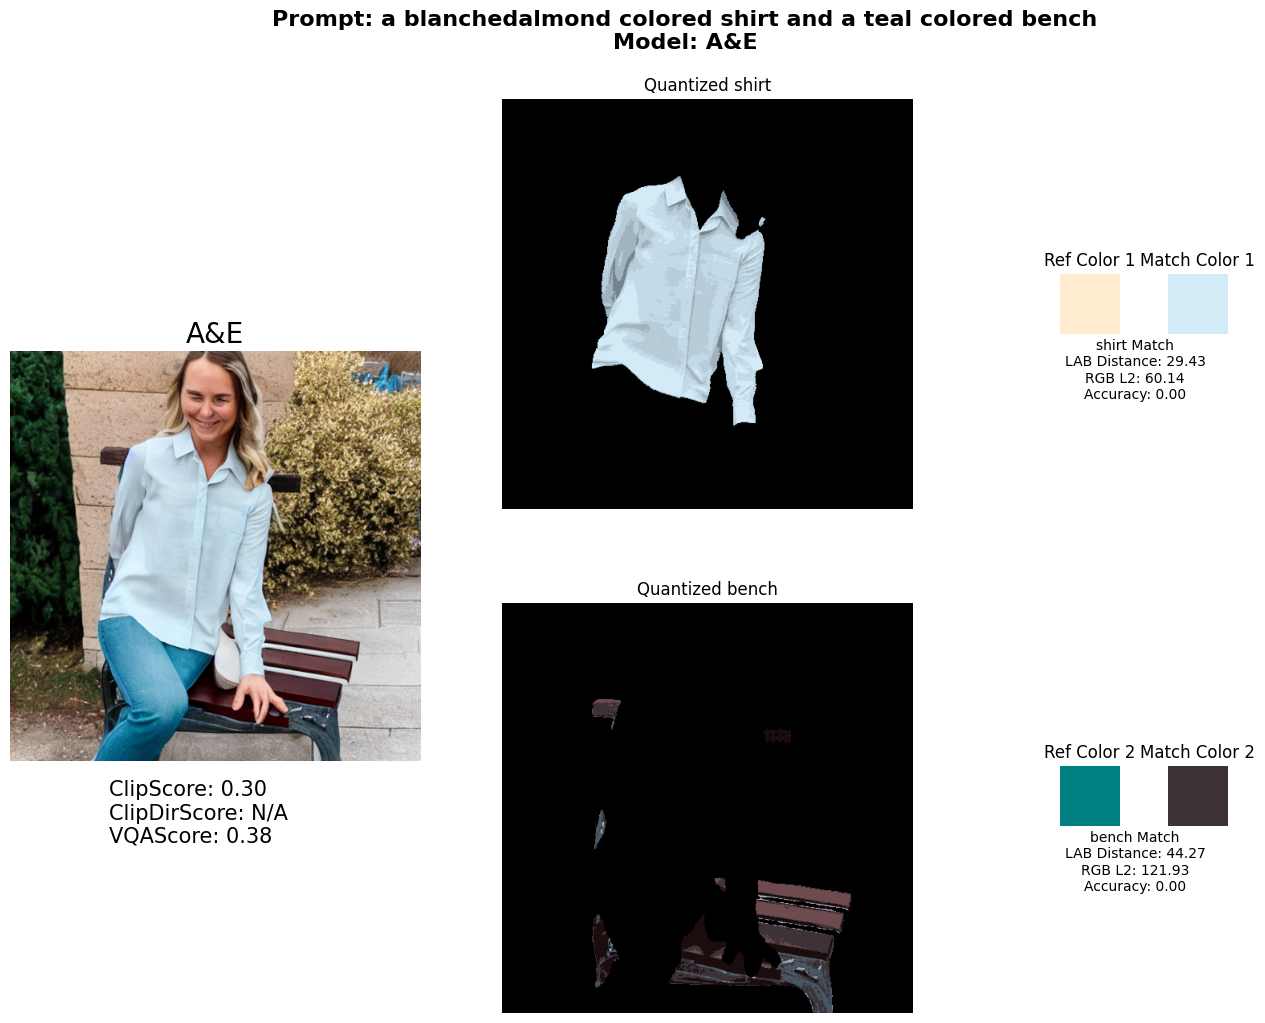 Prompt: a blanchedalmond colored shirt and a teal colored bench
Model: A&E
Quantized shirt
Ref Color 1 Match Color 1
shirt Match
LAB Distance: 29.43
RGB L2: 60.14
Accuracy: 0.00
A&E
ClipScore: 0.30
ClipDirScore: N/A
VQAScore: 0.38
Quantized bench
Ref Color 2 Match Color 2
bench Match
LAB Distance: 44.27
RGB L2: 121.93
Accuracy: 0.00